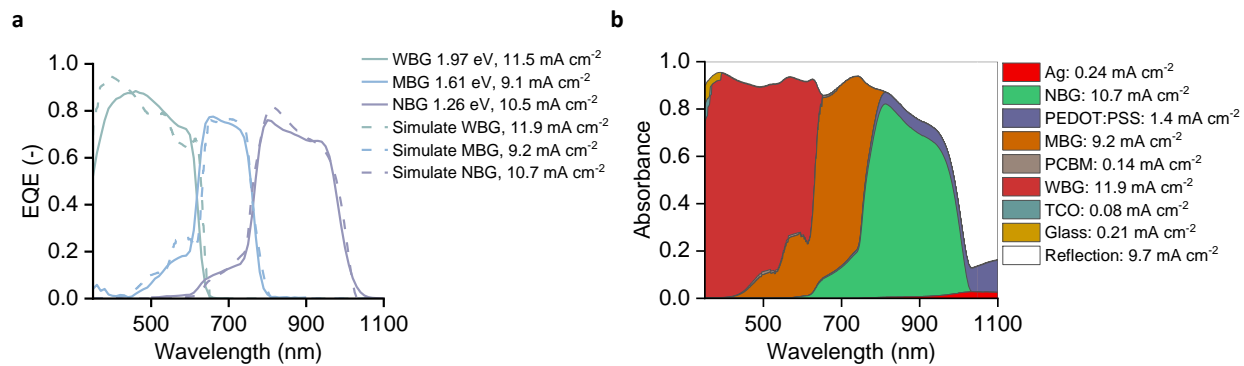 a
EQE (-)
1.0
0.8
0.6
0.4
0.2
0.0
500
700
900
1100
Wavelength (nm)
WBG 1.97 eV, 11.5 mA cm⁻²
MBG 1.61 eV, 9.1 mA cm⁻²
NBG 1.26 eV, 10.5 mA cm⁻²
Simulate WBG, 11.9 mA cm⁻²
Simulate MBG, 9.2 mA cm⁻²
Simulate NBG, 10.7 mA cm⁻²
b
Absorbance
1.0
0.8
0.6
0.4
0.2
0.0
500
700
900
1100
Wavelength (nm)
Ag: 0.24 mA cm⁻²
NBG: 10.7 mA cm⁻²
PEDOT:PSS: 1.4 mA cm⁻²
MBG: 9.2 mA cm⁻²
PCBM: 0.14 mA cm⁻²
WBG: 11.9 mA cm⁻²
TCO: 0.08 mA cm⁻²
Glass: 0.21 mA cm⁻²
Reflection: 9.7 mA cm⁻²